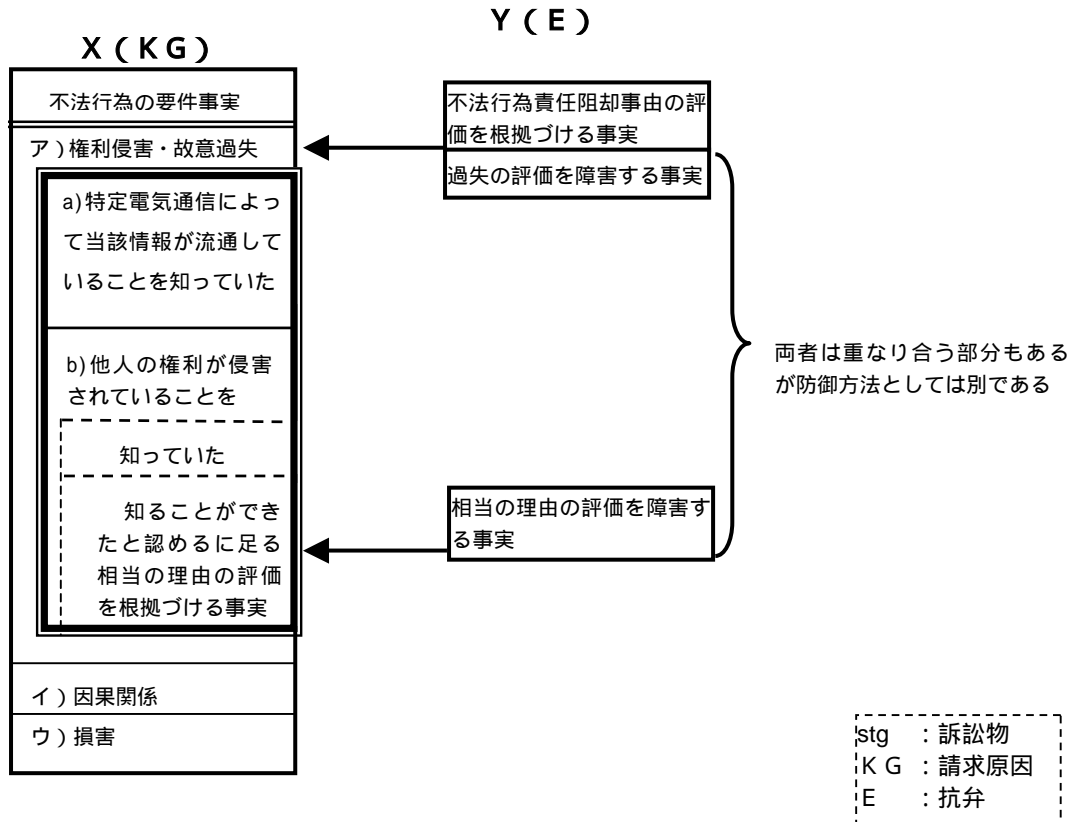 Y（E）
X（KG）
不法行為の要件事実
ア）権利侵害・故意過失
a)特定電気通信によっ
て当該情報が流通して
いることを知っていた
b)他人の権利が侵害
されていることを
知っていた
知ることができ
たと認めるに足る
相当の理由の評価
を根拠づける事実
イ）因果関係
ウ）損害
不法行為責任阻却事由の評
価を根拠づける事実
過失の評価を障害する事実
相当の理由の評価を障害す
る事実
両者は重なり合う部分もある
が防御方法としては別である
stg ：訴訟物
KG ：請求原因
E ：抗弁